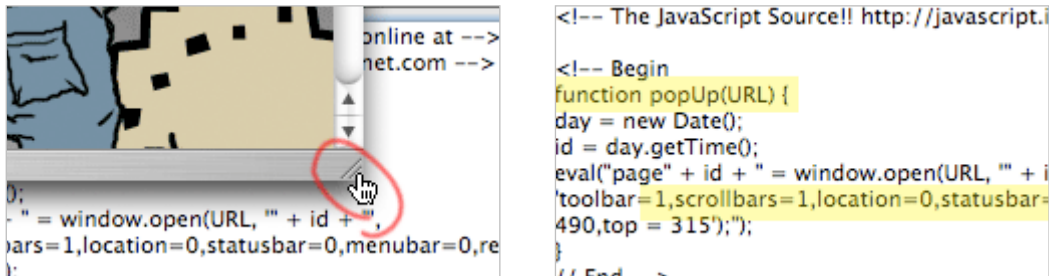 online at -->
net.com -->
();
" = window.open(URL, '" + id + "',
bars=1,location=0,statusbar=0,menubar=0,re
);
<!-- The JavaScript Source!! http://javascript.i
<!-- Begin
function popUp(URL) {
day = new Date();
id = day.getTime();
eval("page" + id + " = window.open(URL, '" + i
'toolbar=1,scrollbars=1,location=0,statusbar=
490,top = 315');");
}
// End -->